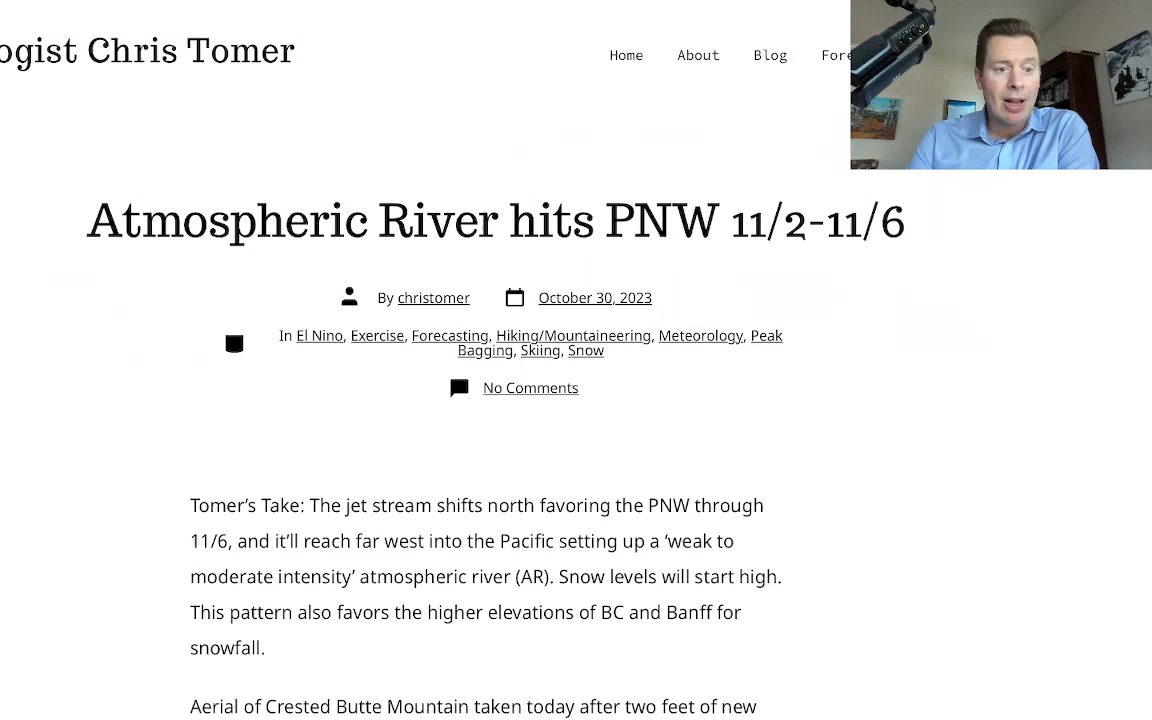 ogist Chris Tomer
Home About Blog Fore
Atmospheric River hits PNW 11/2-11/6
By christomer October 30, 2023
In El Nino, Exercise, Forecasting, Hiking/Mountaineering, Meteorology, Peak
Bagging, Skiing, Snow
No Comments
Tomer’s Take: The jet stream shifts north favoring the PNW through
11/6, and it’ll reach far west into the Pacific setting up a ‘weak to
moderate intensity’ atmospheric river (AR). Snow levels will start high.
This pattern also favors the higher elevations of BC and Banff for
snowfall.
Aerial of Crested Butte Mountain taken today after two feet of new